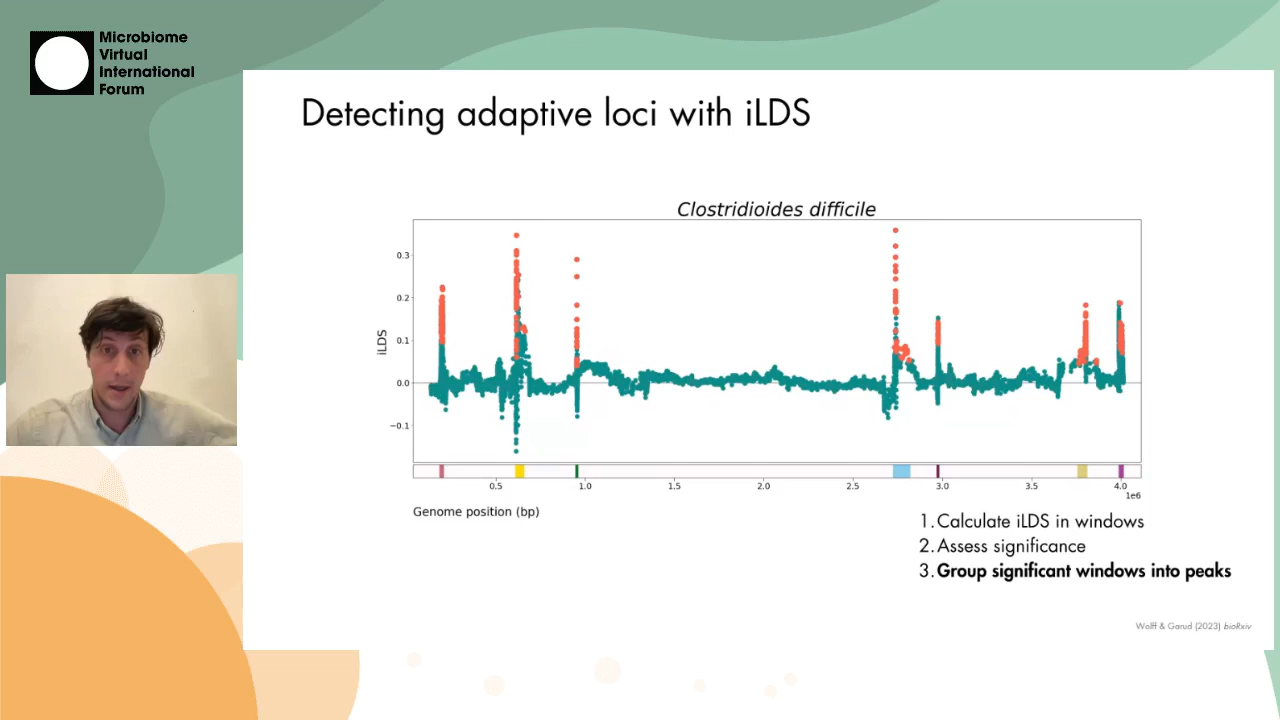 Microbiome
Virtual
International
Forum
Detecting adaptive loci with iLDS
Clostridioides difficile
iLDS
0.3
0.2
0.1
0.0
−0.1
0.5 1.0 1.5 2.0 2.5 3.0 3.5 4.0
1e6
Genome position (bp)
1. Calculate iLDS in windows
2. Assess significance
3. Group significant windows into peaks
Wolff & Garud (2023) bioRxiv